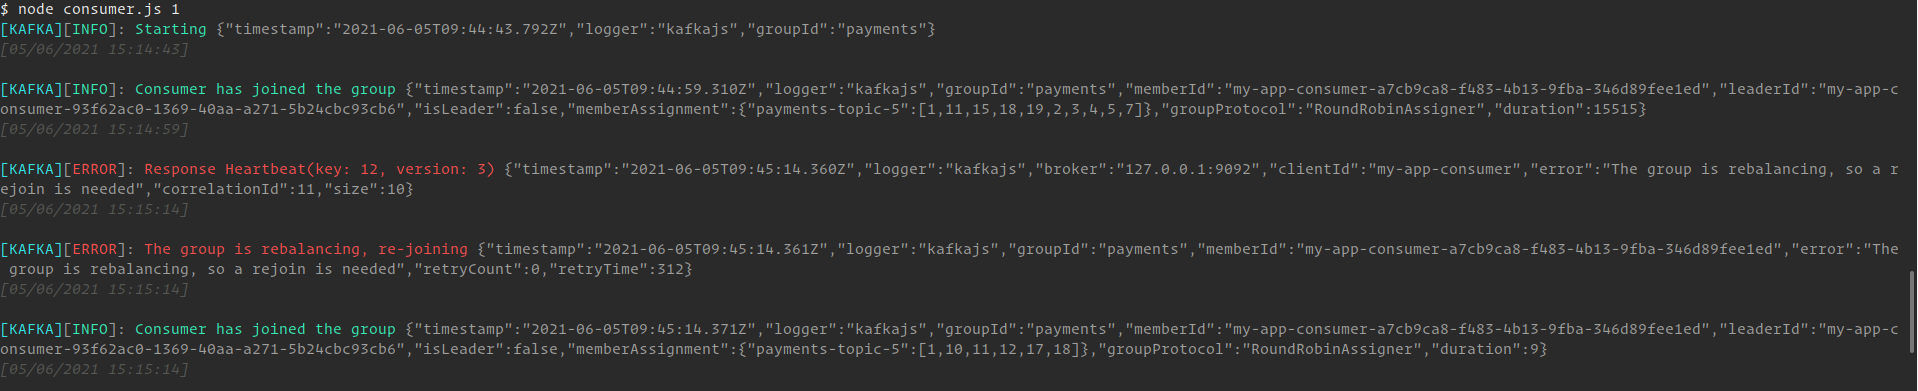 $ node consumer.js 1
[KAFKA][INFO]: Starting {"timestamp":"2021-06-05T09:44:43.792Z","logger":"kafkajs","groupId":"payments"}
[05/06/2021 15:14:43]
[KAFKA][INFO]: Consumer has joined the group {"timestamp":"2021-06-05T09:44:59.310Z","logger":"kafkajs","groupId":"payments","memberId":"my-app-consumer-a7cb9ca8-f483-4b13-9fba-346d89fee1ed","leaderId":"my-app-c
onsumer-93f62ac0-1369-40aa-a271-5b24cbc93cb6","isLeader":false,"memberAssignment":{"payments-topic-5":[1,11,15,18,19,2,3,4,5,7]},"groupProtocol":"RoundRobinAssigner","duration":15515}
[05/06/2021 15:14:59]
[KAFKA][ERROR]: Response Heartbeat(key: 12, version: 3) {"timestamp":"2021-06-05T09:45:14.360Z","logger":"kafkajs","broker":"127.0.0.1:9092","clientId":"my-app-consumer","error":"The group is rebalancing, so a r
ejoin is needed","correlationId":11,"size":10}
[05/06/2021 15:15:14]
[KAFKA][ERROR]: The group is rebalancing, re-joining {"timestamp":"2021-06-05T09:45:14.361Z","logger":"kafkajs","groupId":"payments","memberId":"my-app-consumer-a7cb9ca8-f483-4b13-9fba-346d89fee1ed","error":"The
 group is rebalancing, so a rejoin is needed","retryCount":0,"retryTime":312}
[05/06/2021 15:15:14]
[KAFKA][INFO]: Consumer has joined the group {"timestamp":"2021-06-05T09:45:14.371Z","logger":"kafkajs","groupId":"payments","memberId":"my-app-consumer-a7cb9ca8-f483-4b13-9fba-346d89fee1ed","leaderId":"my-app-c
onsumer-93f62ac0-1369-40aa-a271-5b24cbc93cb6","isLeader":false,"memberAssignment":{"payments-topic-5":[1,10,11,12,17,18]},"groupProtocol":"RoundRobinAssigner","duration":9}
[05/06/2021 15:15:14]